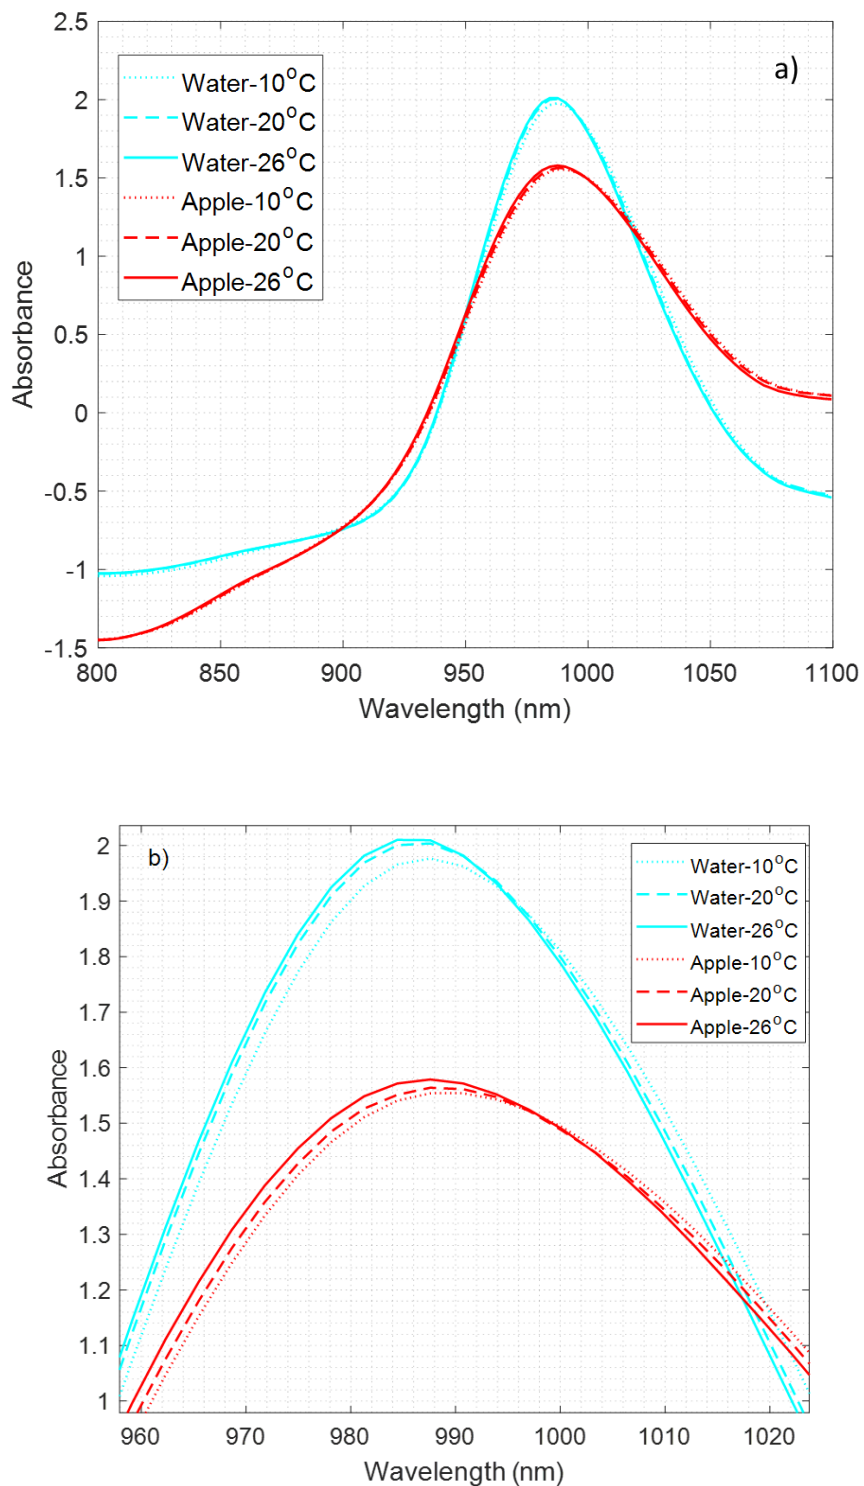 a)
Water-10°C
Water-20°C
Water-26°C
Apple-10°C
Apple-20°C
Apple-26°C
2.5
2
1.5
1
0.5
0
-0.5
-1
-1.5
Absorbance
800 850 900 950 1000 1050 1100
Wavelength (nm)
b)
Water-10°C
Water-20°C
Water-26°C
Apple-10°C
Apple-20°C
Apple-26°C
2
1.9
1.8
1.7
1.6
1.5
1.4
1.3
1.2
1.1
1
Absorbance
960 970 980 990 1000 1010 1020
Wavelength (nm)